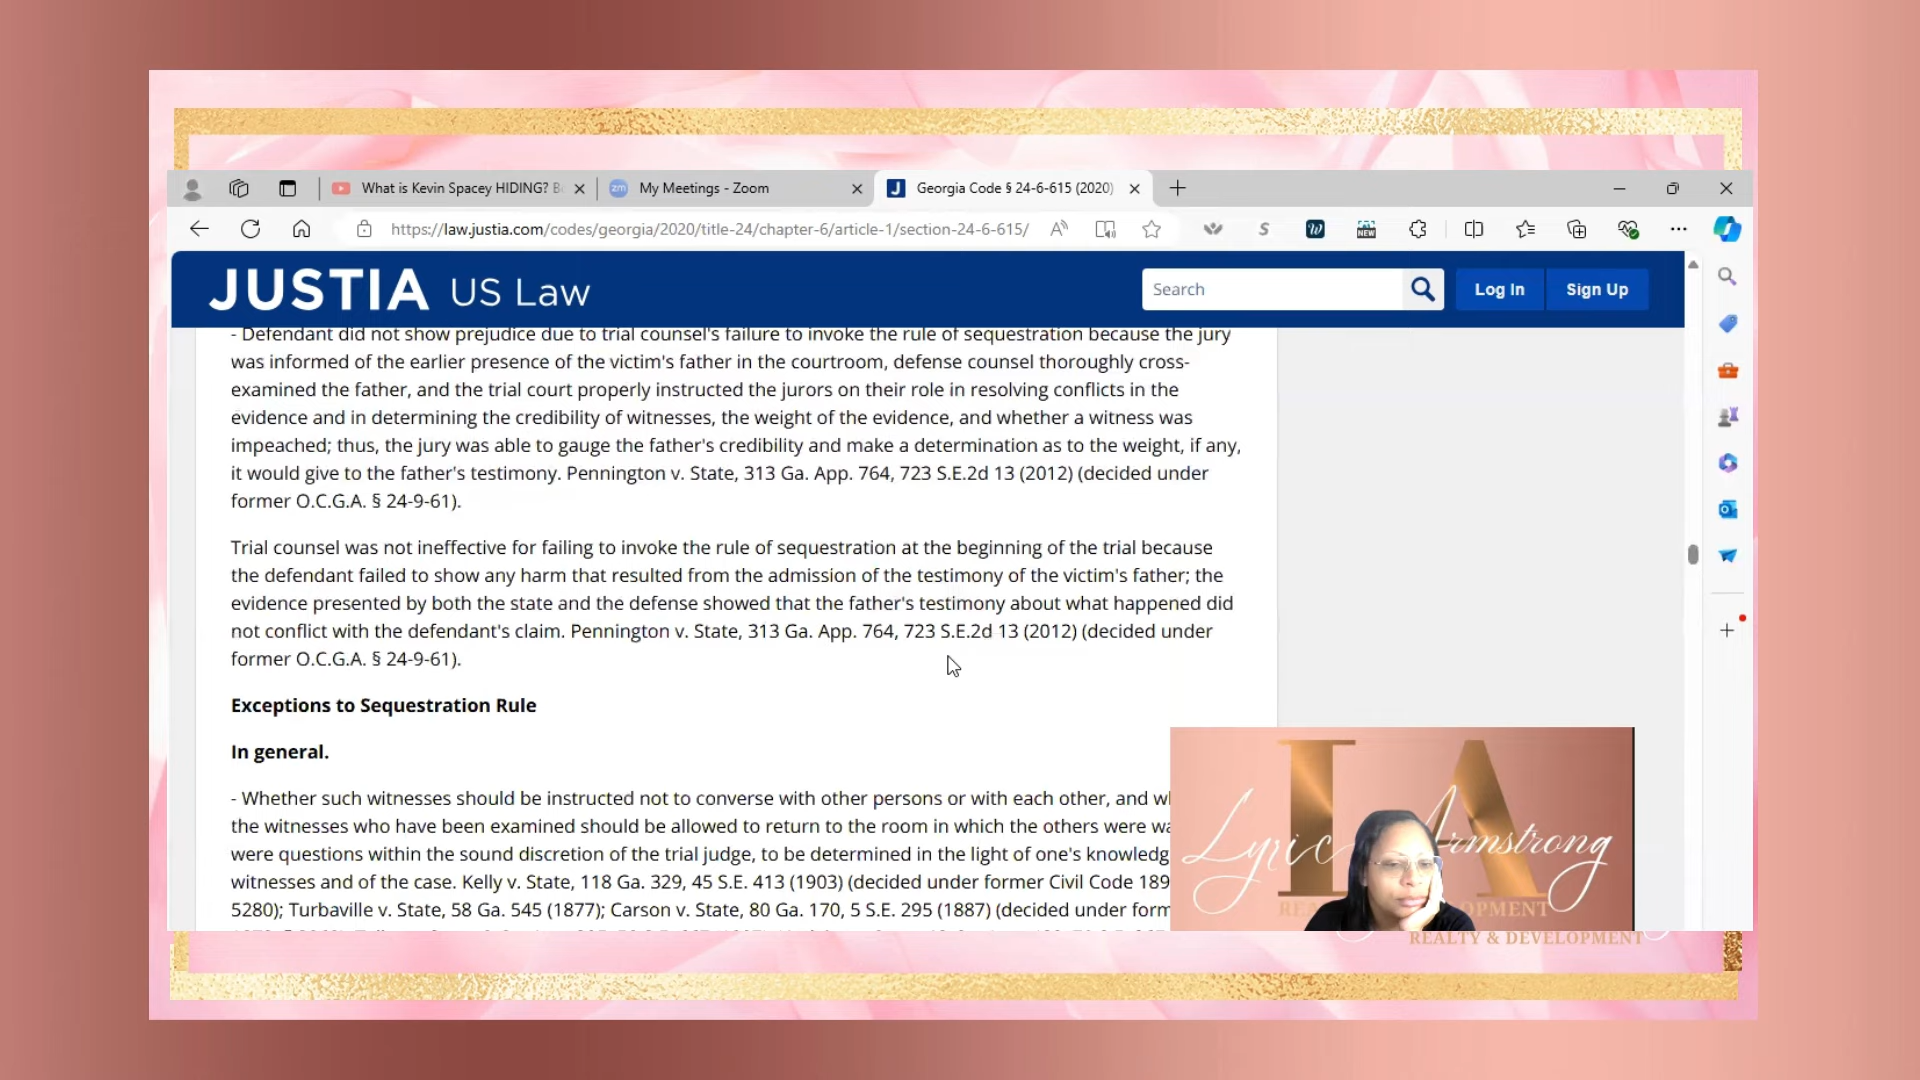 What is Kevin Spacey HIDING? B
My Meetings - Zoom
Georgia Code § 24-6-615 (2020)
https://law.justia.com/codes/georgia/2020/title-24/chapter-6/article-1/section-24-6-615/
JUSTIA US Law
Search
Log In
Sign Up
- Defendant did not show prejudice due to trial counsel's failure to invoke the rule of sequestration because the jury
was informed of the earlier presence of the victim's father in the courtroom, defense counsel thoroughly cross-
examined the father, and the trial court properly instructed the jurors on their role in resolving conflicts in the
evidence and in determining the credibility of witnesses, the weight of the evidence, and whether a witness was
impeached; thus, the jury was able to gauge the father's credibility and make a determination as to the weight, if any,
it would give to the father's testimony. Pennington v. State, 313 Ga. App. 764, 723 S.E.2d 13 (2012) (decided under
former O.C.G.A. § 24-9-61).
Trial counsel was not ineffective for failing to invoke the rule of sequestration at the beginning of the trial because
the defendant failed to show any harm that resulted from the admission of the testimony of the victim's father; the
evidence presented by both the state and the defense showed that the father's testimony about what happened did
not conflict with the defendant's claim. Pennington v. State, 313 Ga. App. 764, 723 S.E.2d 13 (2012) (decided under
former O.C.G.A. § 24-9-61).
Exceptions to Sequestration Rule
In general.
- Whether such witnesses should be instructed not to converse with other persons or with each other, and
the witnesses who have been examined should be allowed to return to the room in which the others were
were questions within the sound discretion of the trial judge, to be determined in the light of one's
witnesses and of the case. Kelly v. State, 118 Ga. 329, 45 S.E. 413 (1903) (decided under former Civil Code 189
5280); Turbaville v. State, 58 Ga. 545 (1877); Carson v. State, 80 Ga. 170, 5 S.E. 295 (1887) (decided under
LA
Lyric Armstrong
REALTY & DEVELOPMENT